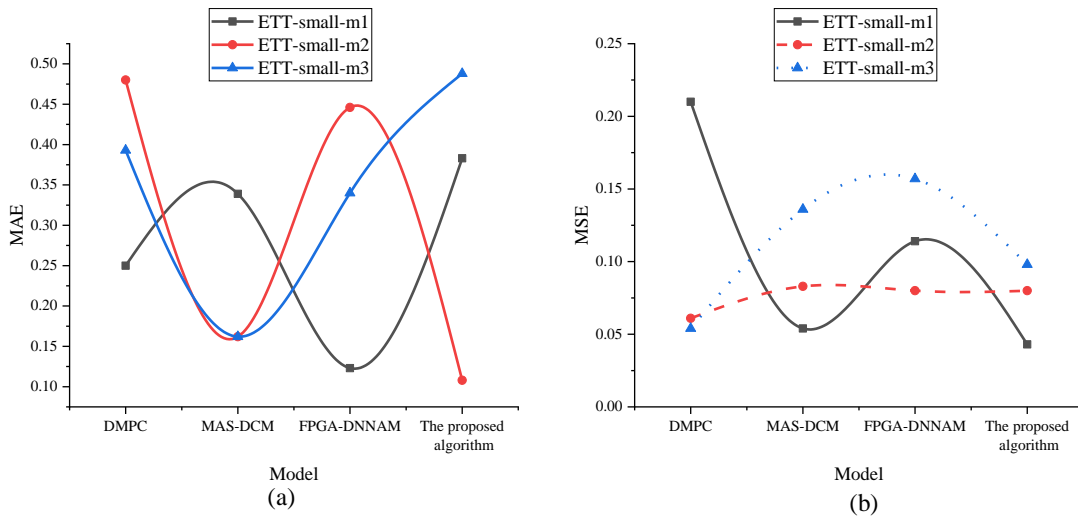 ETT-small-m1
ETT-small-m2
ETT-small-m3
0.50
0.45
0.40
0.35
0.30
0.25
0.20
0.15
0.10
MAE
DMPC
MAS-DCM
FPGA-DNNAM
The proposed
algorithm
Model
(a)
ETT-small-m1
ETT-small-m2
ETT-small-m3
0.25
0.20
0.15
0.10
0.05
0.00
MSE
DMPC
MAS-DCM
FPGA-DNNAM
The proposed
algorithm
Model
(b)